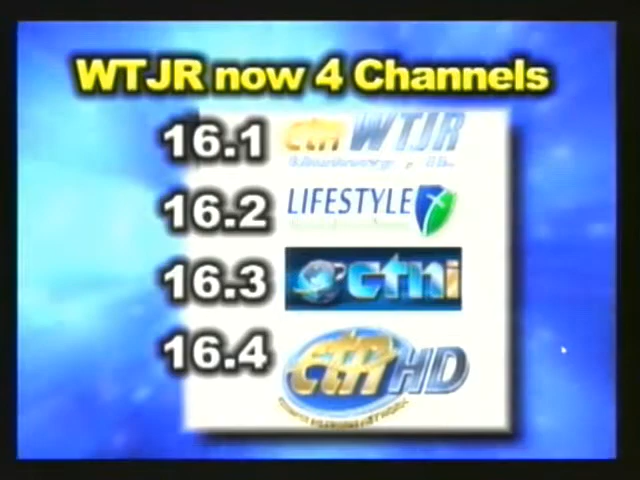 WTJR now 4 Channels
16.1 ctn WTJR
16.2 LIFESTYLE
16.3 ctni
16.4 ctn HD